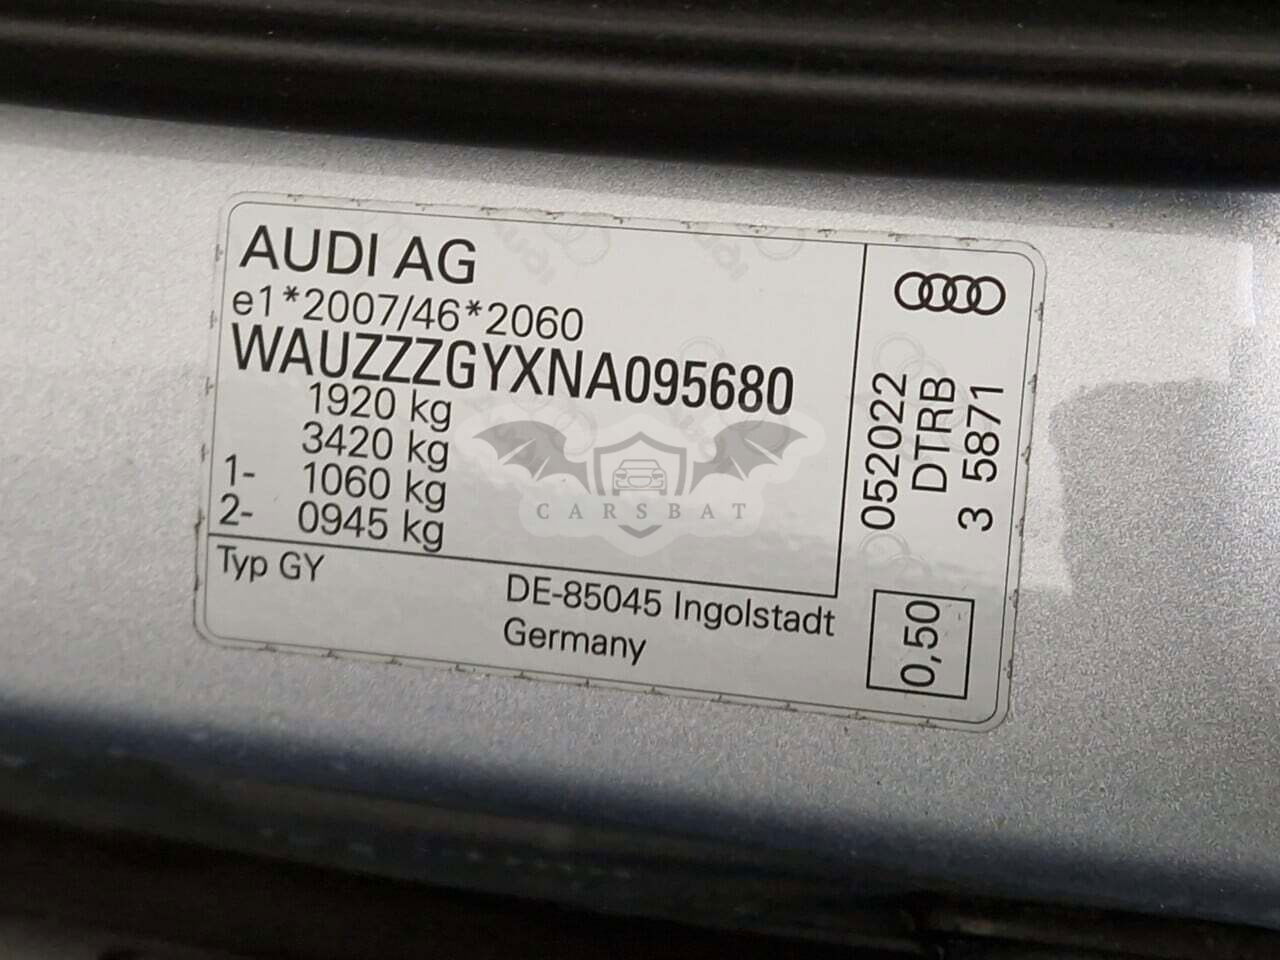 AUDI AG
e1*2007/46*2060
WAUZZZGYXNA095680
1920 kg
3420 kg
1- 1060 kg
2- 0945 kg
Typ GY
DE-85045 Ingolstadt
Germany
052022
DTRB
3 5871
0,50
CARSBAT